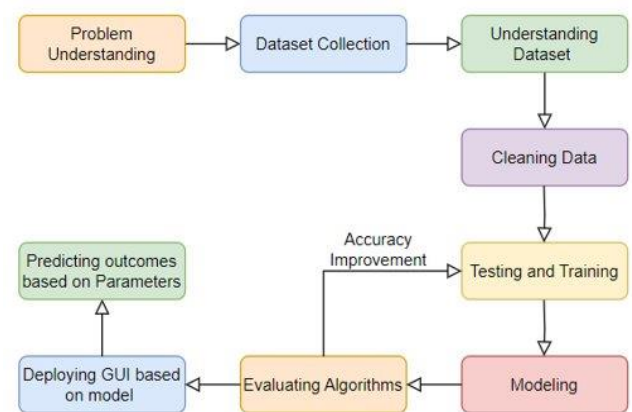 Problem
Understanding
Dataset Collection
Understanding
Dataset
Cleaning Data
Accuracy
Improvement
Testing and Training
Predicting outcomes
based on Parameters
Deploying GUI based
on model
Evaluating Algorithms
Modeling